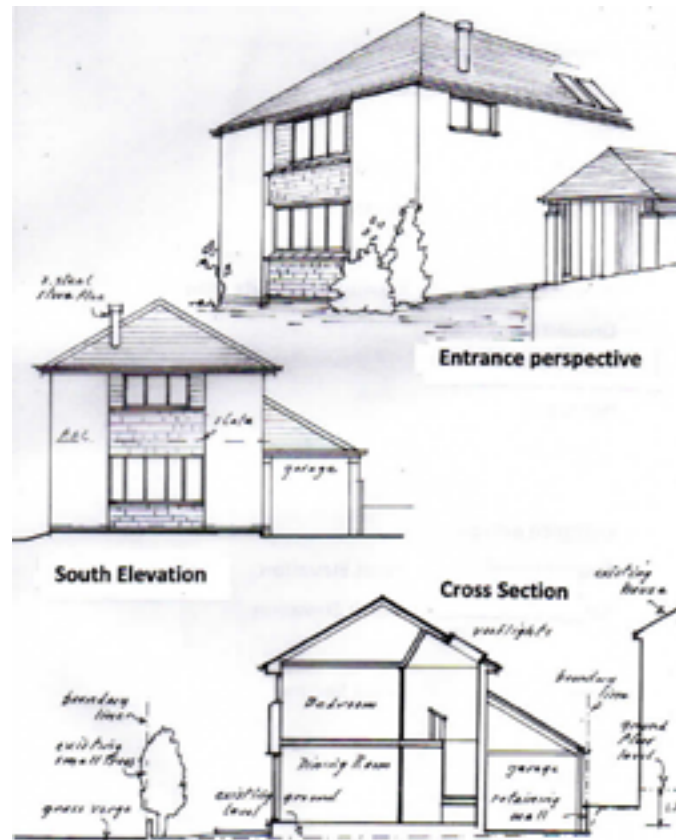 Entrance perspective
s.steel
stove flue
slate
garage
South Elevation
Cross Section
existing
house
rooflights
boundary
line
existing
small trees
grass verge
existing
level
ground
Bedroom
Dining Room
garage
retaining
wall
boundary
line
ground
floor
level